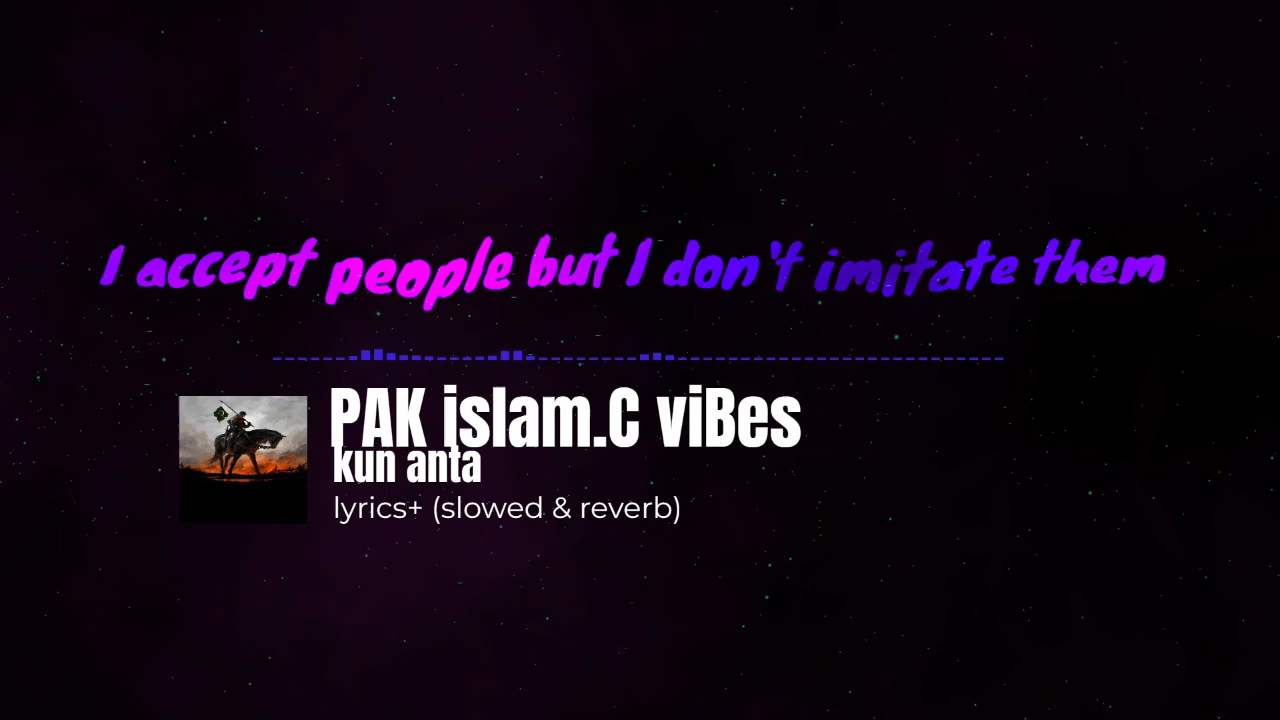 I accept people but I don't imitate them
PAK islam.C viBes
kun anta
lyrics+ (slowed & reverb)